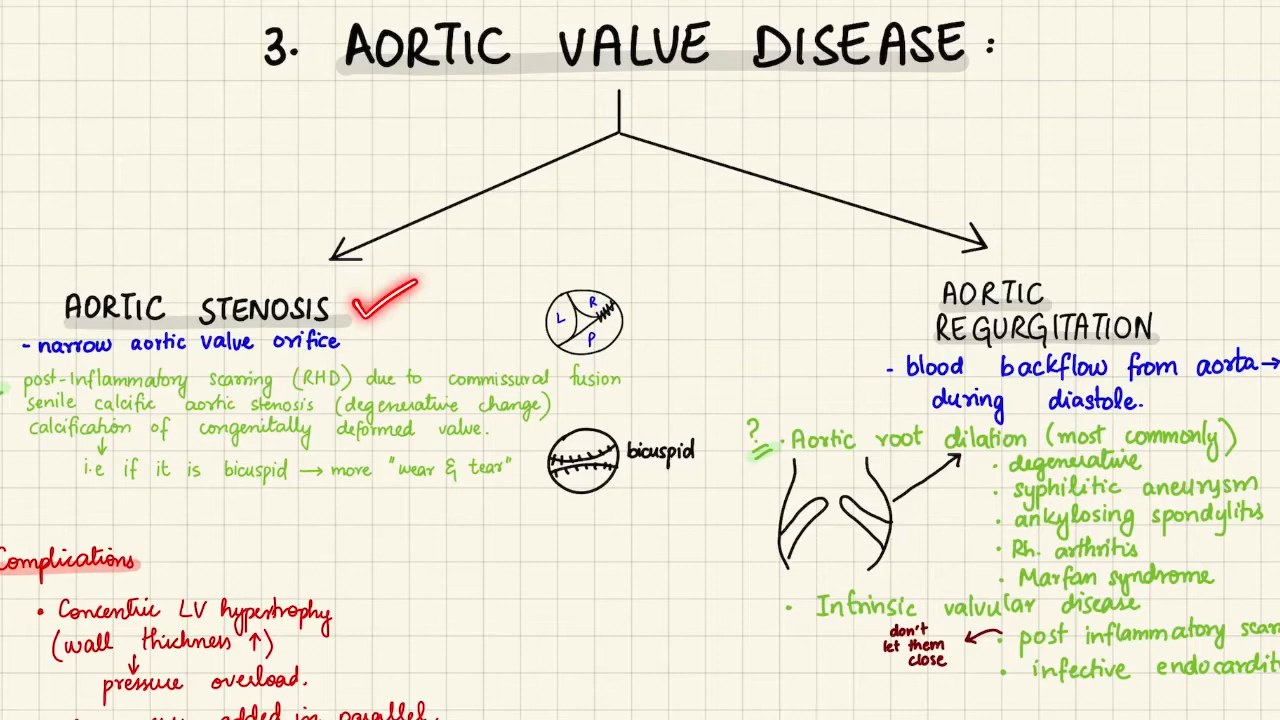 3. AORTIC VALVE DISEASE:
AORTIC STENOSIS
- narrow aortic valve orifice
post-Inflammatory scarring (RHD) due to commissural fusion
senile calcific aortic stenosis (degenerative change)
calcification of congenitally deformed valve.
↓
i.e if it is bicuspid → more "wear & tear"
L
R
P
bicuspid
Complications
• Concentric LV hypertrophy
(wall thickness ↑)
↓
pressure overload.
added in parallel.
AORTIC
REGURGITATION
- blood backflow from aorta→
during diastole.
? • Aortic root dilation (most commonly)
• degenerative
• syphilitic aneurysm
• ankylosing spondylitis
• Rh. arthritis
• Marfan syndrome
• Intrinsic valvular disease
don't
let them
close
• post inflammatory scar
• infective endocardit